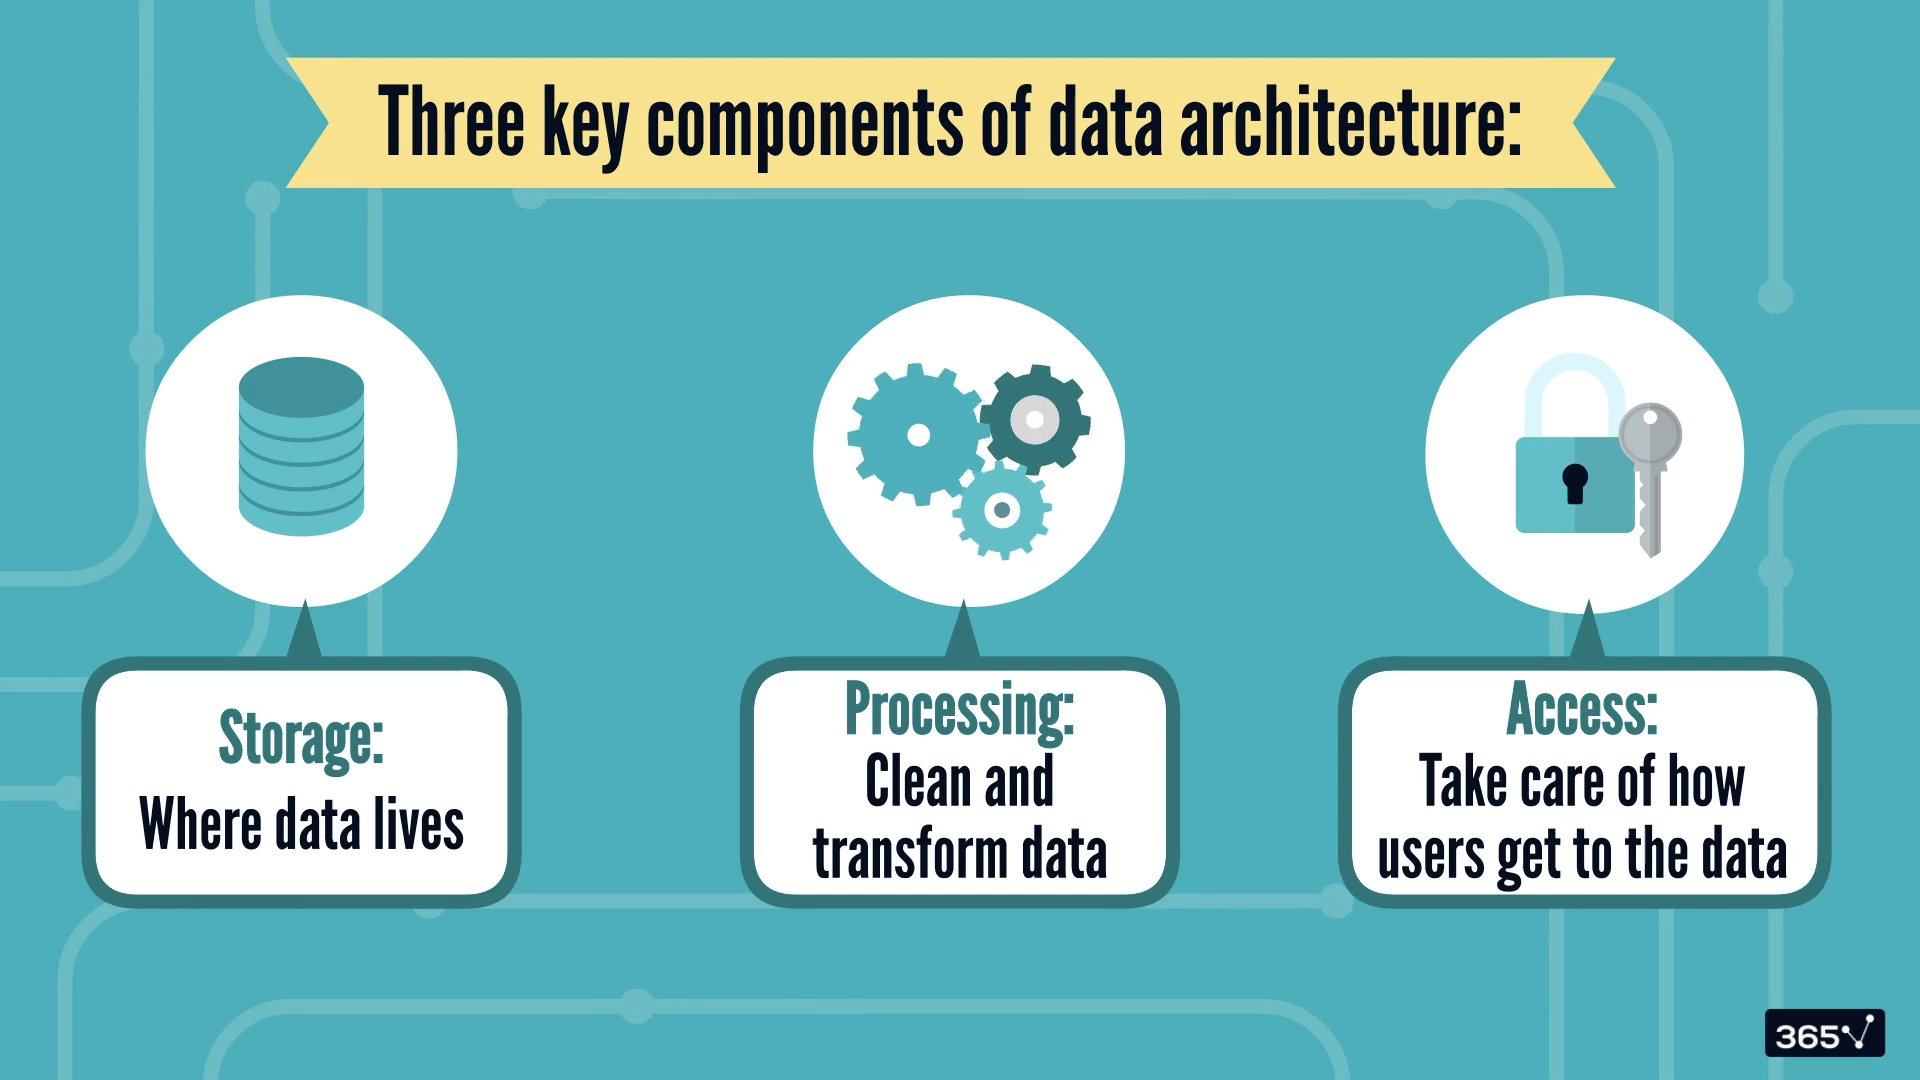 Three key components of data architecture:
Storage:
Where data lives
Processing:
Clean and
transform data
Access:
Take care of how
users get to the data
365